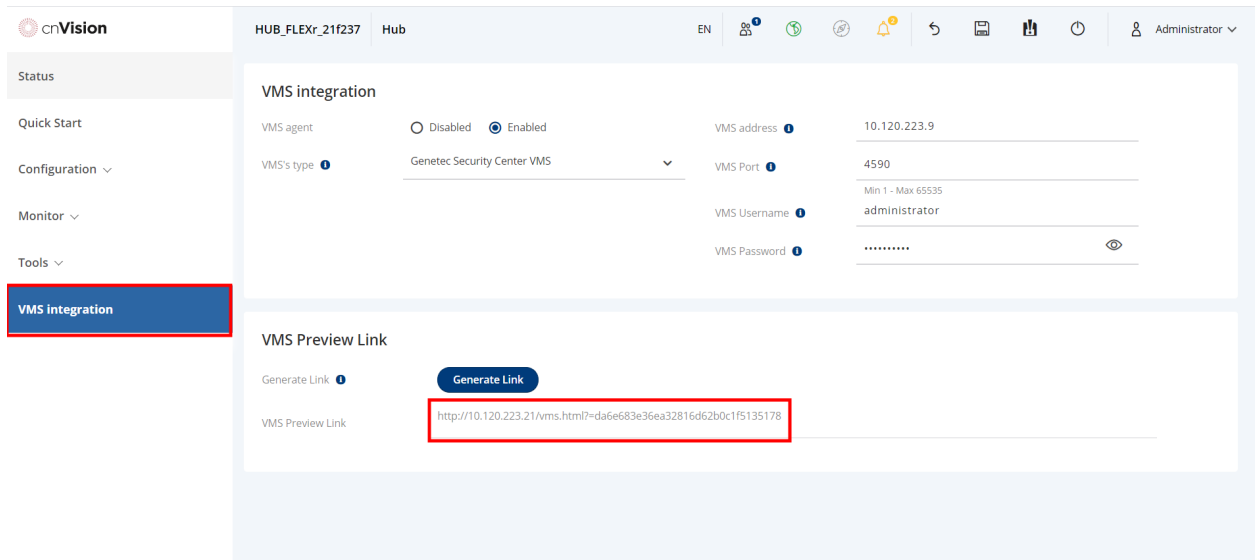 cnVision
HUB_FLEXr_21f237 Hub EN 1 2 Administrator
Status
Quick Start
Configuration
Monitor
Tools
VMS integration
VMS integration
VMS agent Disabled Enabled
VMS's type i Genetec Security Center VMS
VMS address i 10.120.223.9
VMS Port i 4590
Min 1 - Max 65535
VMS Username i administrator
VMS Password i ••••••••••
VMS Preview Link
Generate Link i Generate Link
VMS Preview Link http://10.120.223.21/vms.html?=da6e683e36ea32816d62b0c1f5135178